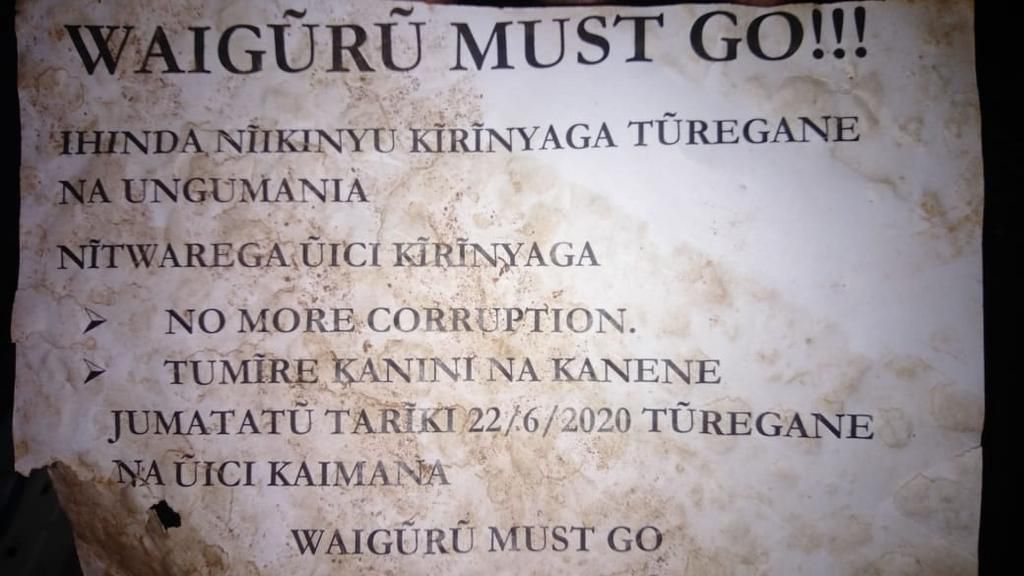 WAIGŨRŨ MUST GO!!!
IHINDA NĨIKINYU KĨRĨNYAGA TŨREGANE
NA UNGUMANIA
NĨTWAREGA ŨICI KĨRĨNYAGA
➢ NO MORE CORRUPTION.
➢ TUMĨRE KANINI NA KANENE
JUMATATŨ TARĨKI 22/6/2020 TŨREGANE
NA ŨICI KAIMANA
WAIGŨRŨ MUST GO